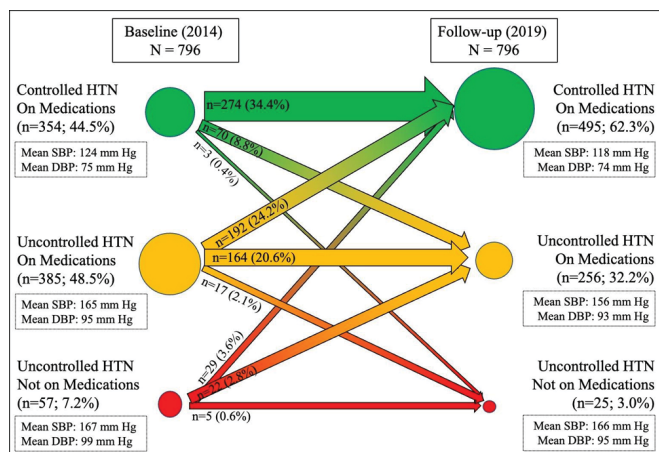 Baseline (2014)
N = 796
Follow-up (2019)
N = 796
Controlled HTN
On Medications
(n=354; 44.5%)
Mean SBP: 124 mm Hg
Mean DBP: 75 mm Hg
n=274 (34.4%)
n=70 (8.8%)
n=3 (0.4%)
Controlled HTN
On Medications
(n=495; 62.3%)
Mean SBP: 118 mm Hg
Mean DBP: 74 mm Hg
Uncontrolled HTN
On Medications
(n=385; 48.5%)
Mean SBP: 165 mm Hg
Mean DBP: 95 mm Hg
n=192 (24.2%)
n=164 (20.6%)
n=17 (2.1%)
Uncontrolled HTN
On Medications
(n=256; 32.2%)
Mean SBP: 156 mm Hg
Mean DBP: 93 mm Hg
Uncontrolled HTN
Not on Medications
(n=57; 7.2%)
Mean SBP: 167 mm Hg
Mean DBP: 99 mm Hg
n=29 (3.6%)
n=22 (2.8%)
n=5 (0.6%)
Uncontrolled HTN
Not on Medications
(n=25; 3.0%)
Mean SBP: 166 mm Hg
Mean DBP: 95 mm Hg